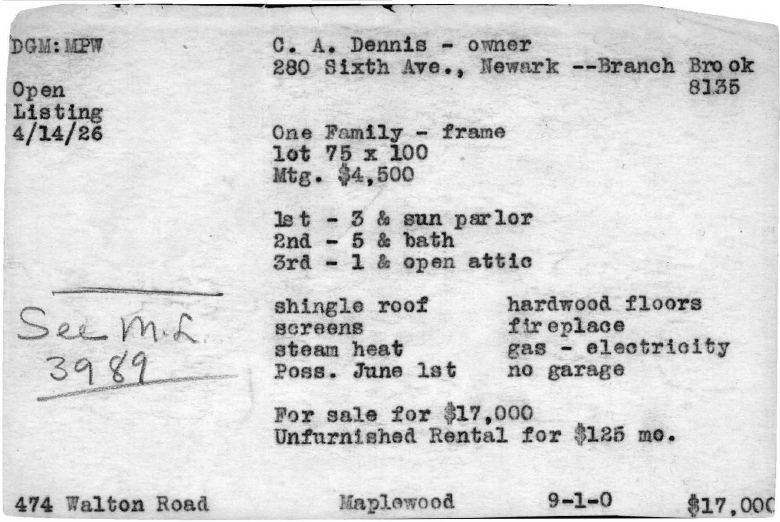 DGM:MPW
C. A. Dennis - owner
280 Sixth Ave., Newark --Branch Brook
8135
Open
Listing
4/14/26
One Family - frame
lot 75 x 100
Mtg. $4,500
1st - 3 & sun parlor
2nd - 5 & bath
3rd - 1 & open attic
See M.L.
3989
shingle roof hardwood floors
screens fireplace
steam heat gas - electricity
Poss. June 1st no garage
For sale for $17,000
Unfurnished Rental for $125 mo.
474 Walton Road Maplewood 9-1-0 $17,000